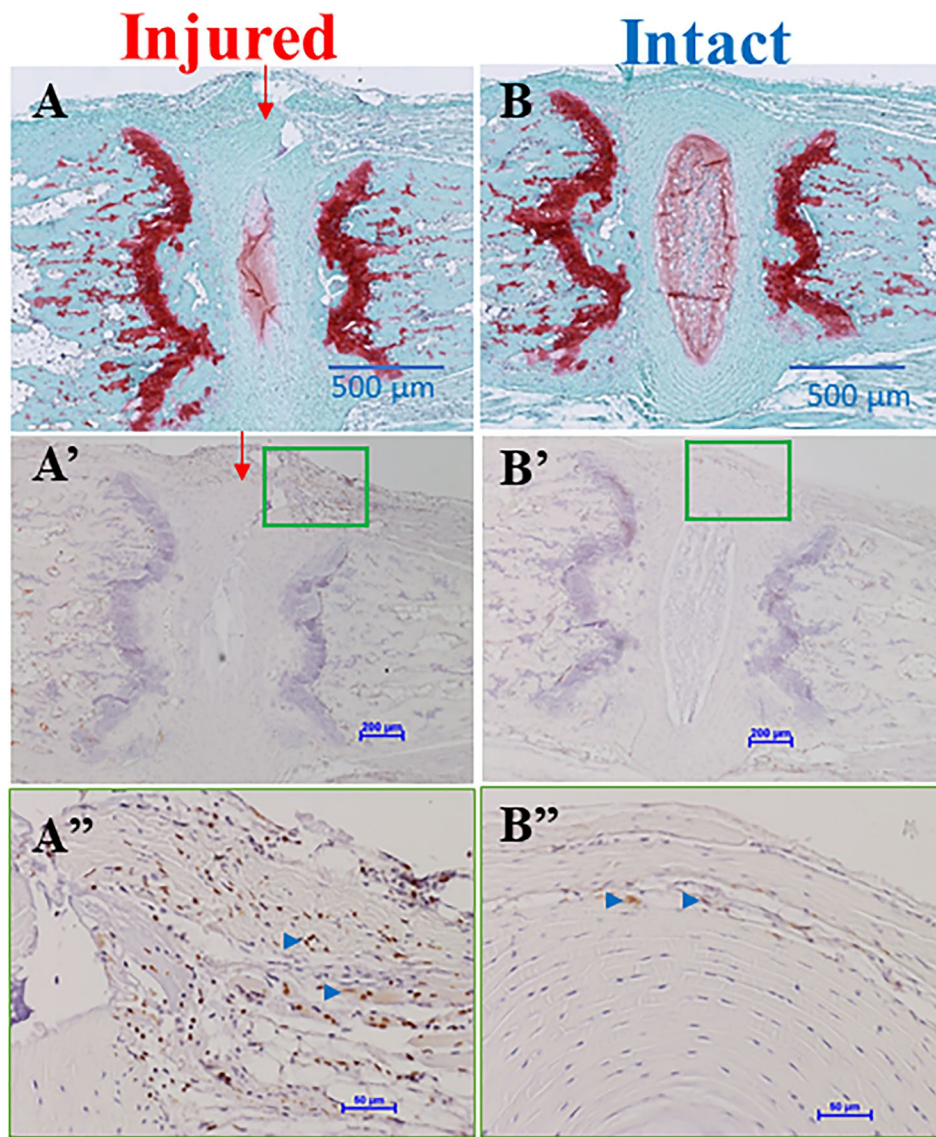 Injured
Intact
A
B
500 μm
500 μm
A’
B’
200 μm
200 μm
A’’
B’’
50 μm
50 μm